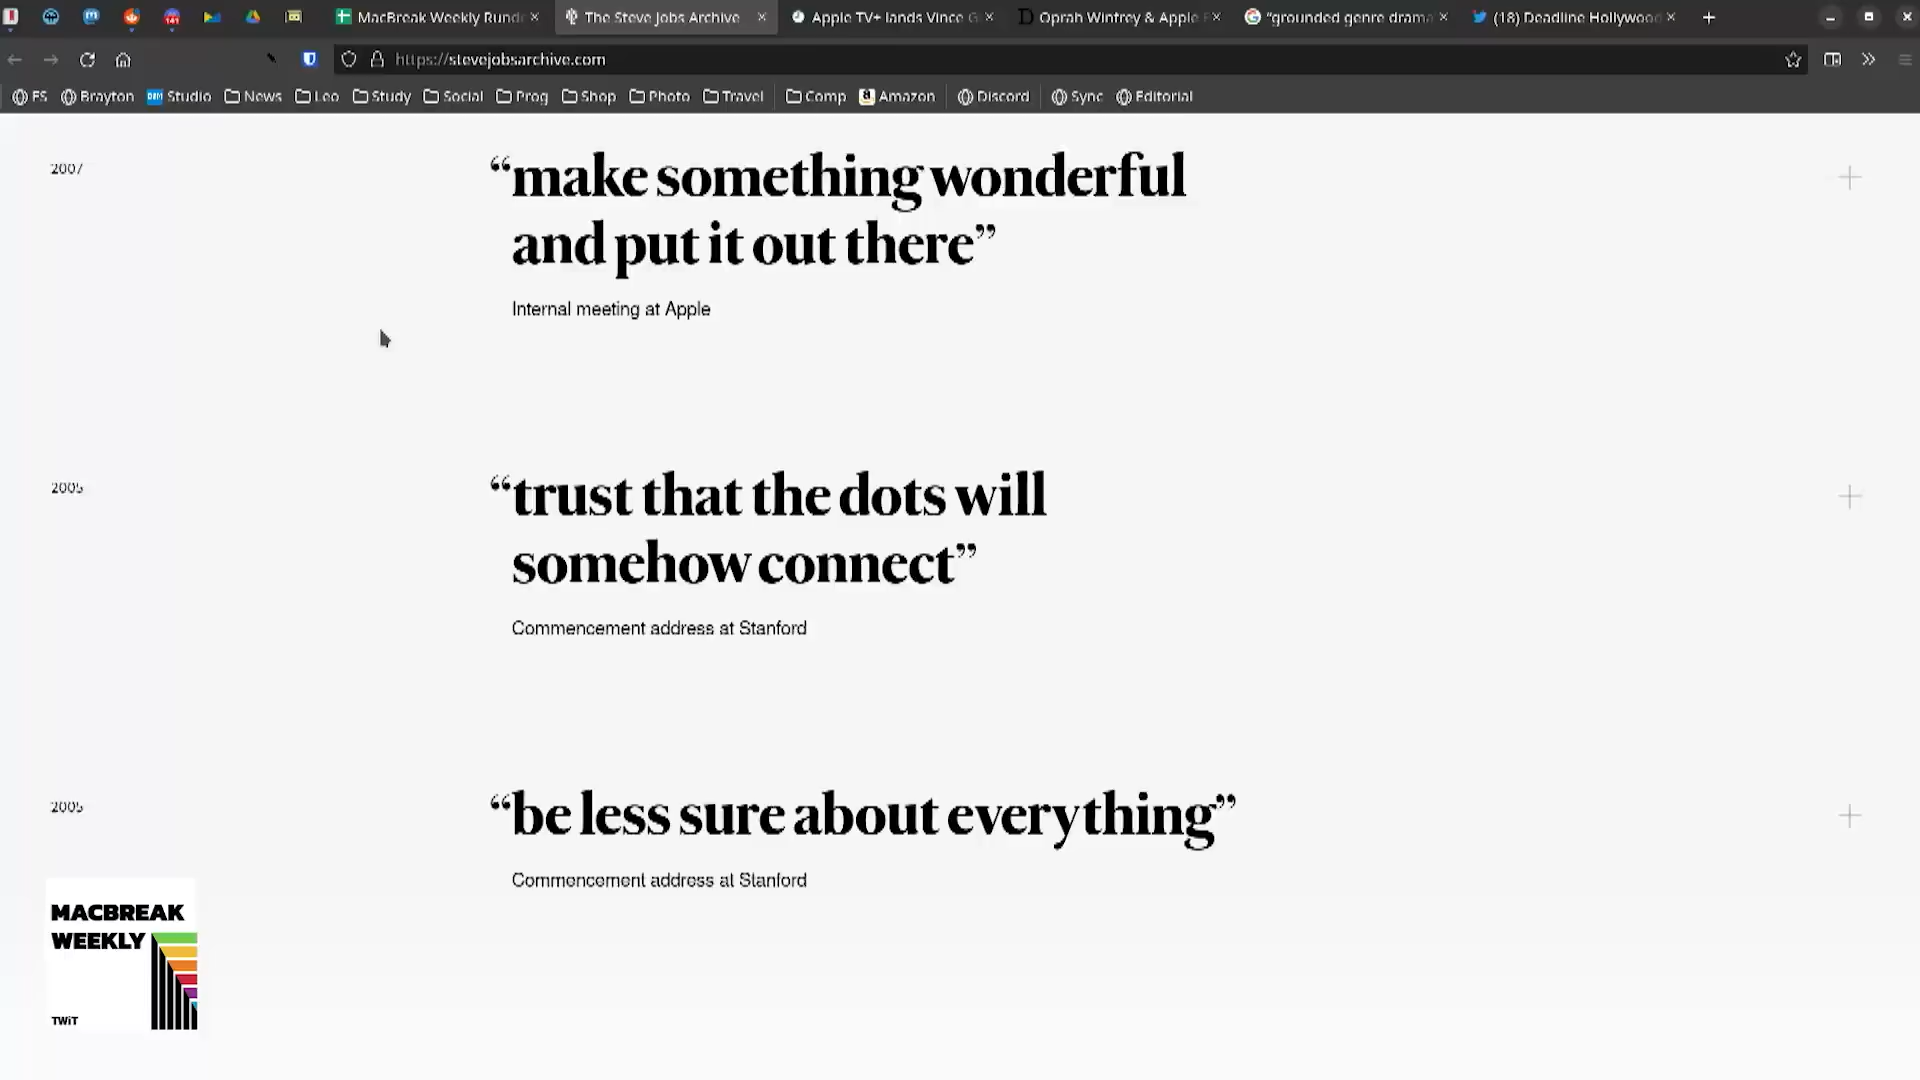 141
MacBreak Weekly Rund
The Steve Jobs Archive
Apple TV+ lands Vince G
Oprah Winfrey & Apple
"grounded genre drama
(18) Deadline Hollywood
https://stevejobsarchive.com
FS
Brayton
Studio
News
Leo
Study
Social
Prog
Shop
Photo
Travel
Comp
Amazon
Discord
Sync
Editorial
2007
“make something wonderful
and put it out there”
Internal meeting at Apple
2005
“trust that the dots will
somehow connect”
Commencement address at Stanford
2005
“be less sure about everything”
Commencement address at Stanford
MACBREAK
WEEKLY
TWiT